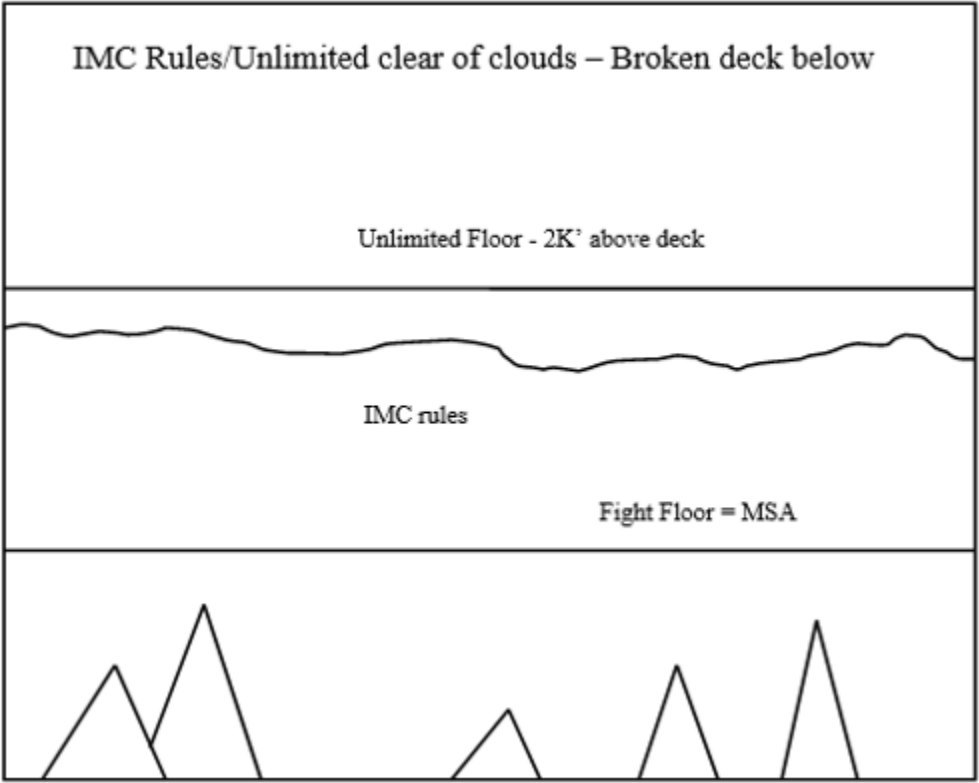 IMC Rules/Unlimited clear of clouds – Broken deck below
Unlimited Floor - 2K' above deck
IMC rules
Fight Floor = MSA